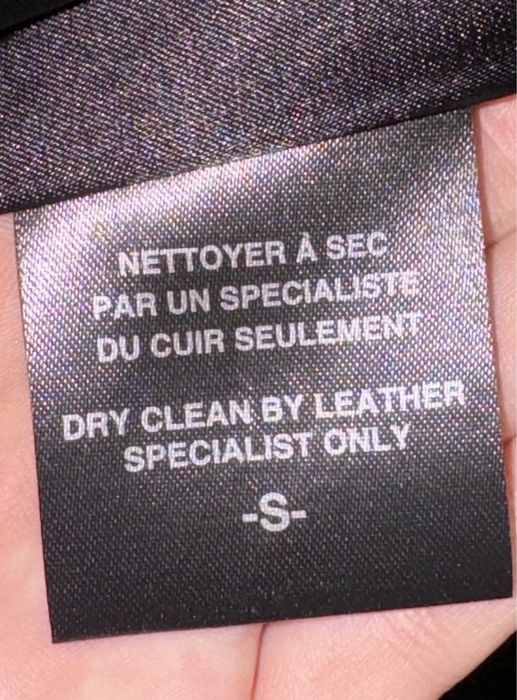 NETTOYER À SEC
PAR UN SPECIALISTE
DU CUIR SEULEMENT
DRY CLEAN BY LEATHER
SPECIALIST ONLY
-S-